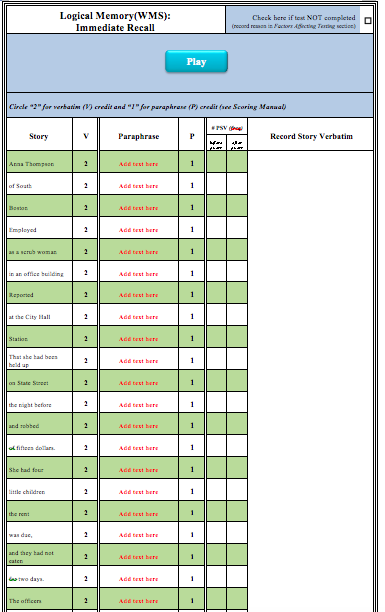 Logical Memory(WMS):
Immediate Recall
Check here if test NOT completed
(record reason in Factors Affecting Testing section)
Play
Circle “2” for verbatim (V) credit and “1” for paraphrase (P) credit (see Scoring Manual)
Story V Paraphrase P # PSV Record Story Verbatim
Anna Thompson 2 Add text here 1
of South 2 Add text here 1
Boston 2 Add text here 1
Employed 2 Add text here 1
as a scrub woman 2 Add text here 1
in an office building 2 Add text here 1
Reported 2 Add text here 1
at the City Hall 2 Add text here 1
Station 2 Add text here 1
That she had been
held up 2 Add text here 1
on State Street 2 Add text here 1
the night before 2 Add text here 1
and robbed 2 Add text here 1
of fifteen dollars. 2 Add text here 1
She had four 2 Add text here 1
little children 2 Add text here 1
the rent 2 Add text here 1
was due, 2 Add text here 1
and they had not
eaten 2 Add text here 1
for two days. 2 Add text here 1
The officers 2 Add text here 1